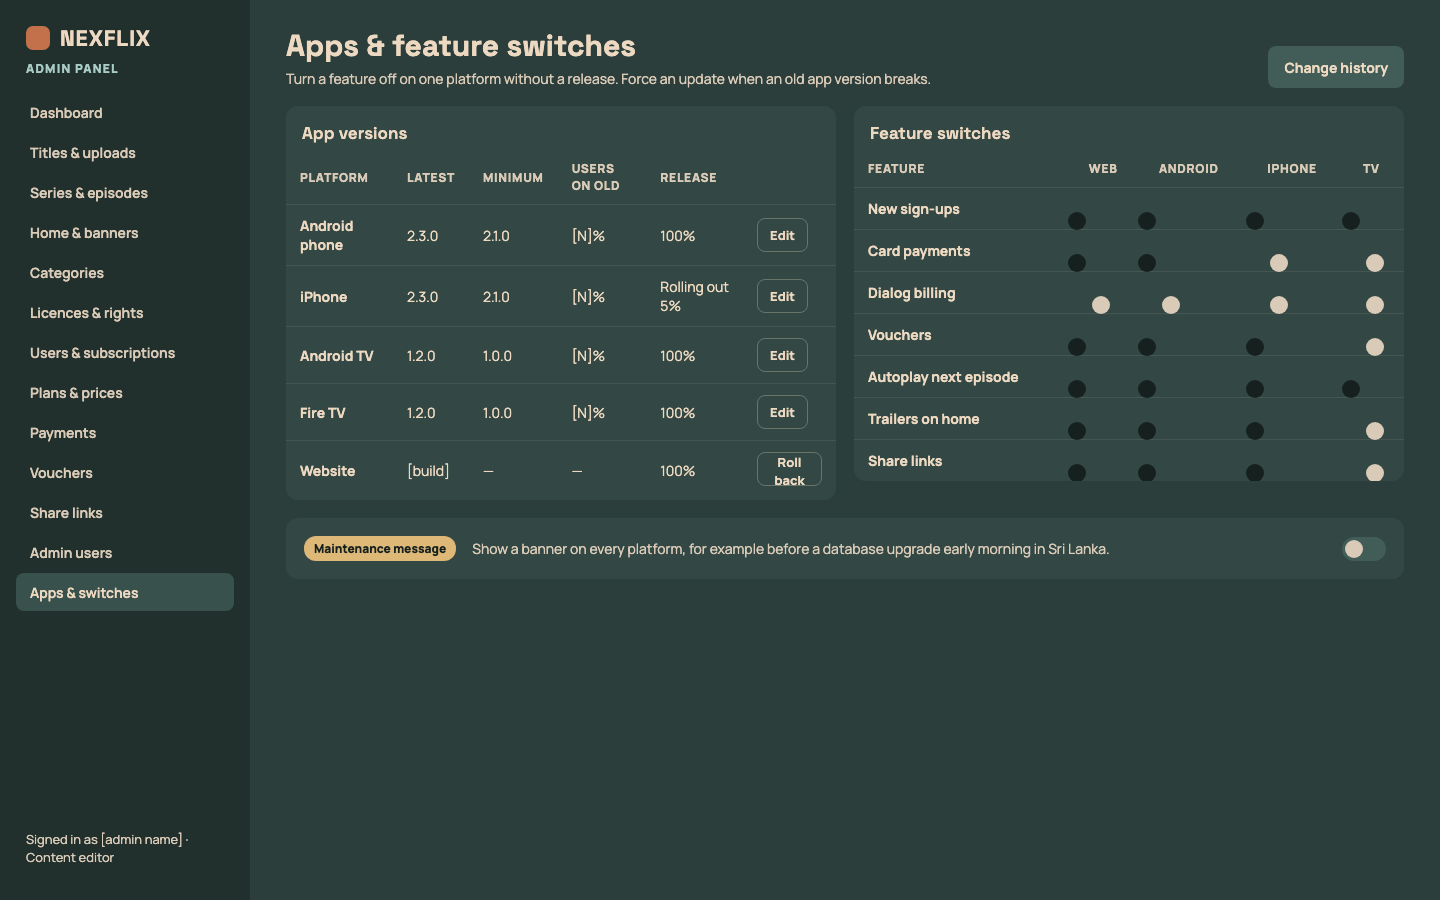 NEXFLIX
ADMIN PANEL
Dashboard
Titles & uploads
Series & episodes
Home & banners
Categories
Licences & rights
Users & subscriptions
Plans & prices
Payments
Vouchers
Share links
Admin users
Apps & switches
Signed in as [admin name] ·
Content editor
Apps & feature switches
Turn a feature off on one platform without a release. Force an update when an old app version breaks.
Change history
App versions
PLATFORM LATEST MINIMUM USERS ON OLD RELEASE
Android phone 2.3.0 2.1.0 [N]% 100% Edit
iPhone 2.3.0 2.1.0 [N]% Rolling out 5% Edit
Android TV 1.2.0 1.0.0 [N]% 100% Edit
Fire TV 1.2.0 1.0.0 [N]% 100% Edit
Website [build] — — 100% Roll back
Feature switches
FEATURE WEB ANDROID IPHONE TV
New sign-ups
Card payments
Dialog billing
Vouchers
Autoplay next episode
Trailers on home
Share links
Maintenance message Show a banner on every platform, for example before a database upgrade early morning in Sri Lanka.